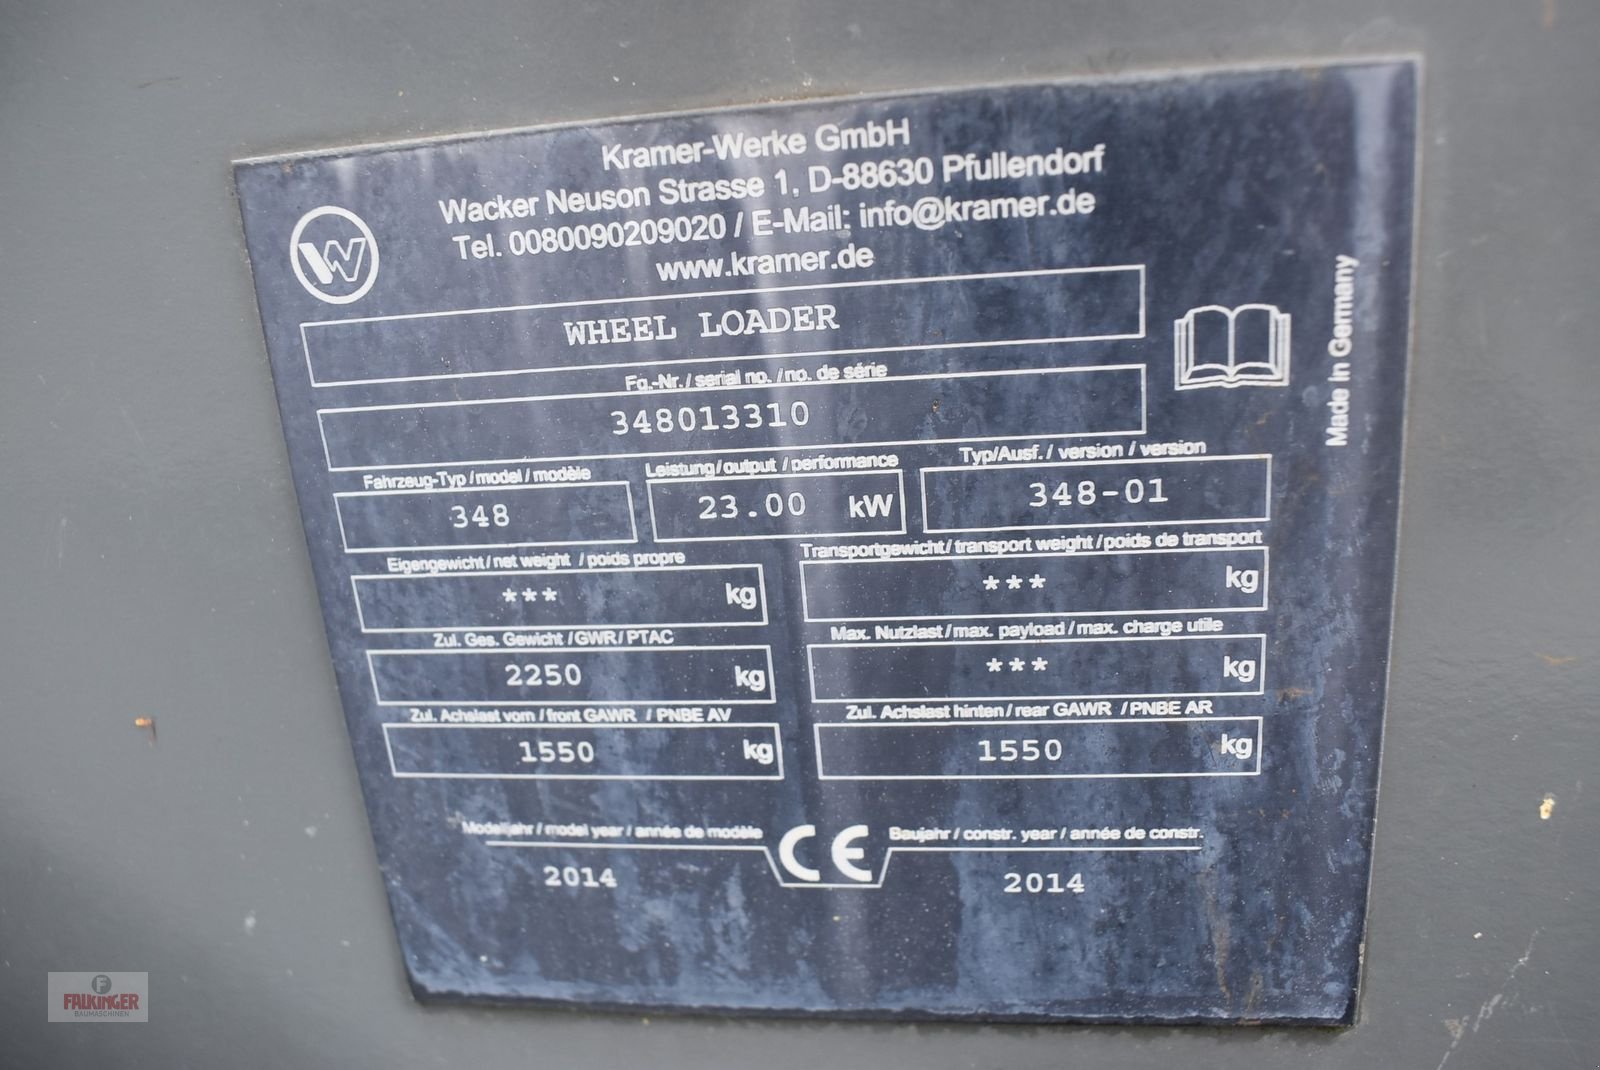 Kramer-Werke GmbH
Wacker Neuson Strasse 1, D-88630 Pfullendorf
Tel. 0080090209020 / E-Mail: info@kramer.de
www.kramer.de
W
WHEEL LOADER
Fg.-Nr. / serial no. / no. de série
348013310
Made in Germany
Fahrzeug-Typ / model / modèle
Leistung / output / performance
Typ/Ausf. / version / version
348
23.00 kW
348-01
Eigengewicht / net weight / poids propre
Transportgewicht / transport weight / poids de transport
*** kg
*** kg
Zul. Ges. Gewicht / GWR / PTAC
Max. Nutzlast / max. payload / max. charge utile
2250 kg
*** kg
Zul. Achslast vorn / front GAWR / PNBE AV
Zul. Achslast hinten / rear GAWR / PNBE AR
1550 kg
1550 kg
Modelljahr / model year / année de modèle
CE
Baujahr / constr. year / année de constr.
2014
2014
F
FALKINGER
BAUMASCHINEN